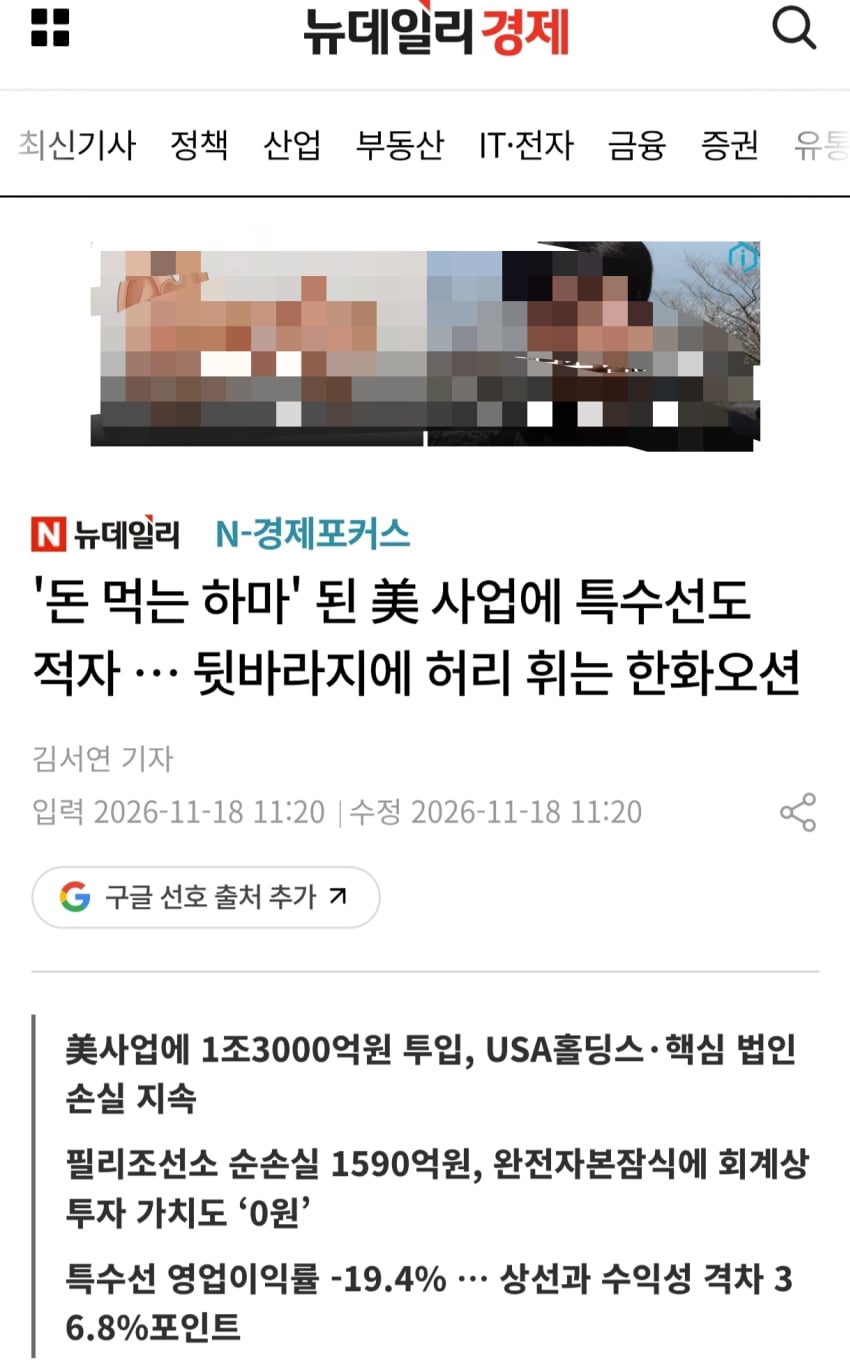 뉴데일리경제
최신기사 정책 산업 부동산 IT·전자 금융 증권 유통
N 뉴데일리 N-경제포커스
'돈 먹는 하마' 된 美 사업에 특수선도
적자 … 뒷바라지에 허리 휘는 한화오션
김서연 기자
입력 2026-11-18 11:20 | 수정 2026-11-18 11:20
구글 선호 출처 추가
美사업에 1조3000억원 투입, USA홀딩스·핵심 법인
손실 지속
필리조선소 순손실 1590억원, 완전자본잠식에 회계상
투자 가치도 ‘0원’
특수선 영업이익률 -19.4% … 상선과 수익성 격차 3
6.8%포인트